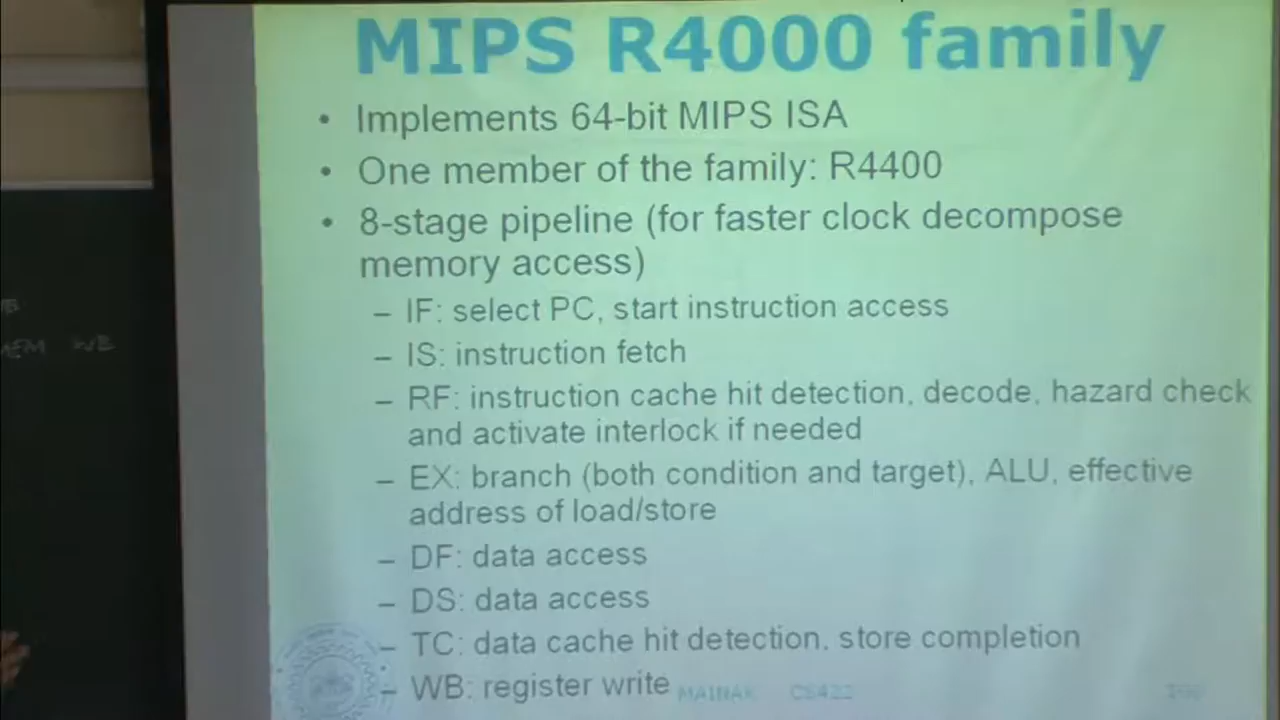 MIPS R4000 family
• Implements 64-bit MIPS ISA
• One member of the family: R4400
• 8-stage pipeline (for faster clock decompose
memory access)
– IF: select PC, start instruction access
– IS: instruction fetch
– RF: instruction cache hit detection, decode, hazard check
and activate interlock if needed
– EX: branch (both condition and target), ALU, effective
address of load/store
– DF: data access
– DS: data access
– TC: data cache hit detection, store completion
– WB: register write
MAINAK CS422
WB